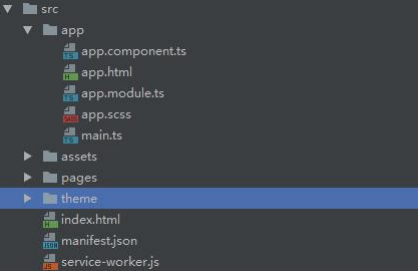 src
app
app.component.ts
app.html
app.module.ts
app.scss
main.ts
assets
pages
theme
index.html
manifest.json
service-worker.js